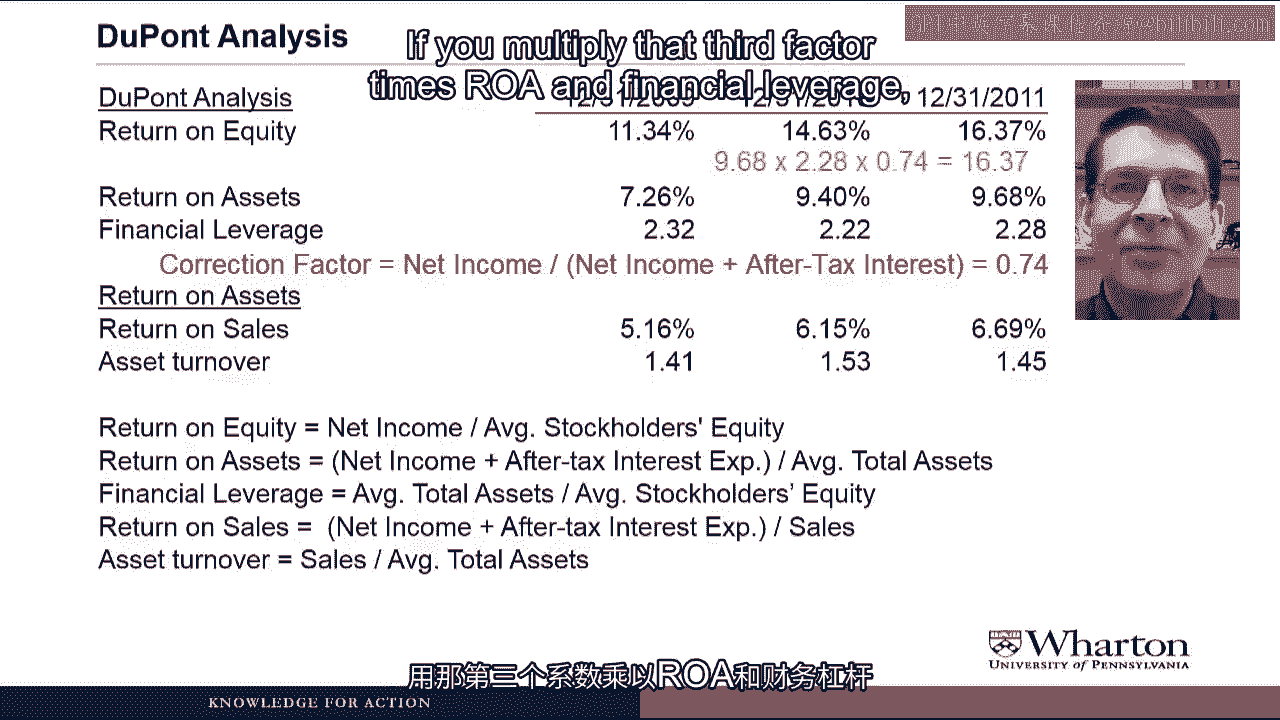 DuPont Analysis
If you multiply that third factor
times ROA and financial leverage,
DuPont Analysis 12/31/2011
Return on Equity 11.34% 14.63% 16.37%
9.68 x 2.28 x 0.74 = 16.37
Return on Assets 7.26% 9.40% 9.68%
Financial Leverage 2.32 2.22 2.28
Correction Factor = Net Income / (Net Income + After-Tax Interest) = 0.74
Return on Assets
Return on Sales 5.16% 6.15% 6.69%
Asset turnover 1.41 1.53 1.45
Return on Equity = Net Income / Avg. Stockholders' Equity
Return on Assets = (Net Income + After-tax Interest Exp.) / Avg. Total Assets
Financial Leverage = Avg. Total Assets / Avg. Stockholders’ Equity
Return on Sales = (Net Income + After-tax Interest Exp.) / Sales
Asset turnover = Sales / Avg. Total Assets
Wharton
UNIVERSITY of PENNSYLVANIA
用那第三个系数乘以ROA和财务杠杆
KNOWLEDGE FOR ACTION